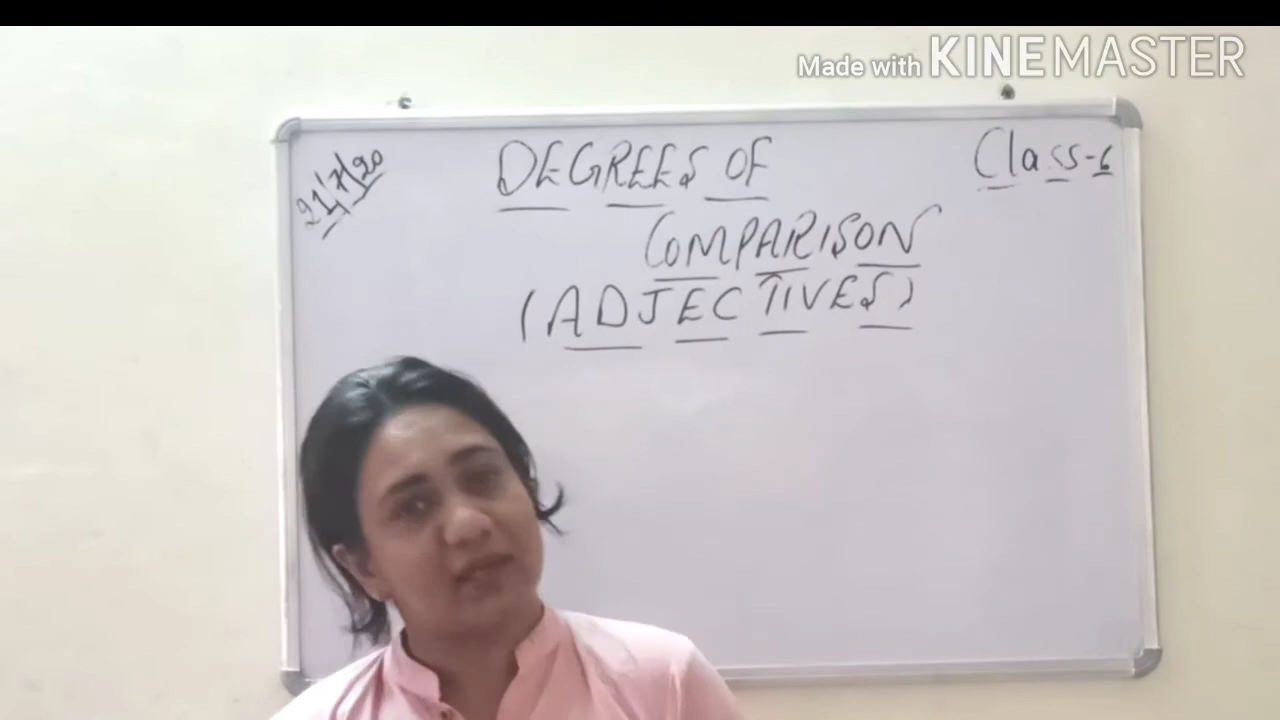 Made with KINEMASTER
21/7/20
DEGREES OF
Class-6
COMPARISON
(ADJECTIVES)